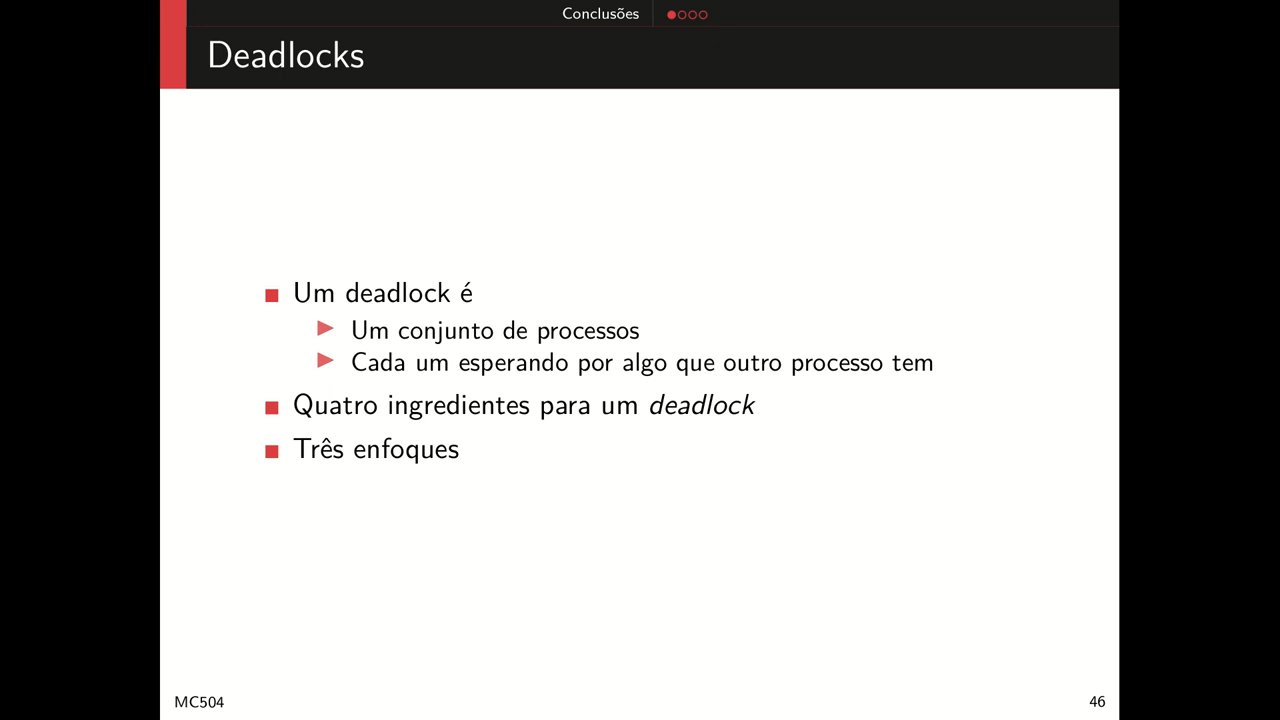 Conclusões
Deadlocks
Um deadlock é
Um conjunto de processos
Cada um esperando por algo que outro processo tem
Quatro ingredientes para um deadlock
Três enfoques
MC504
46